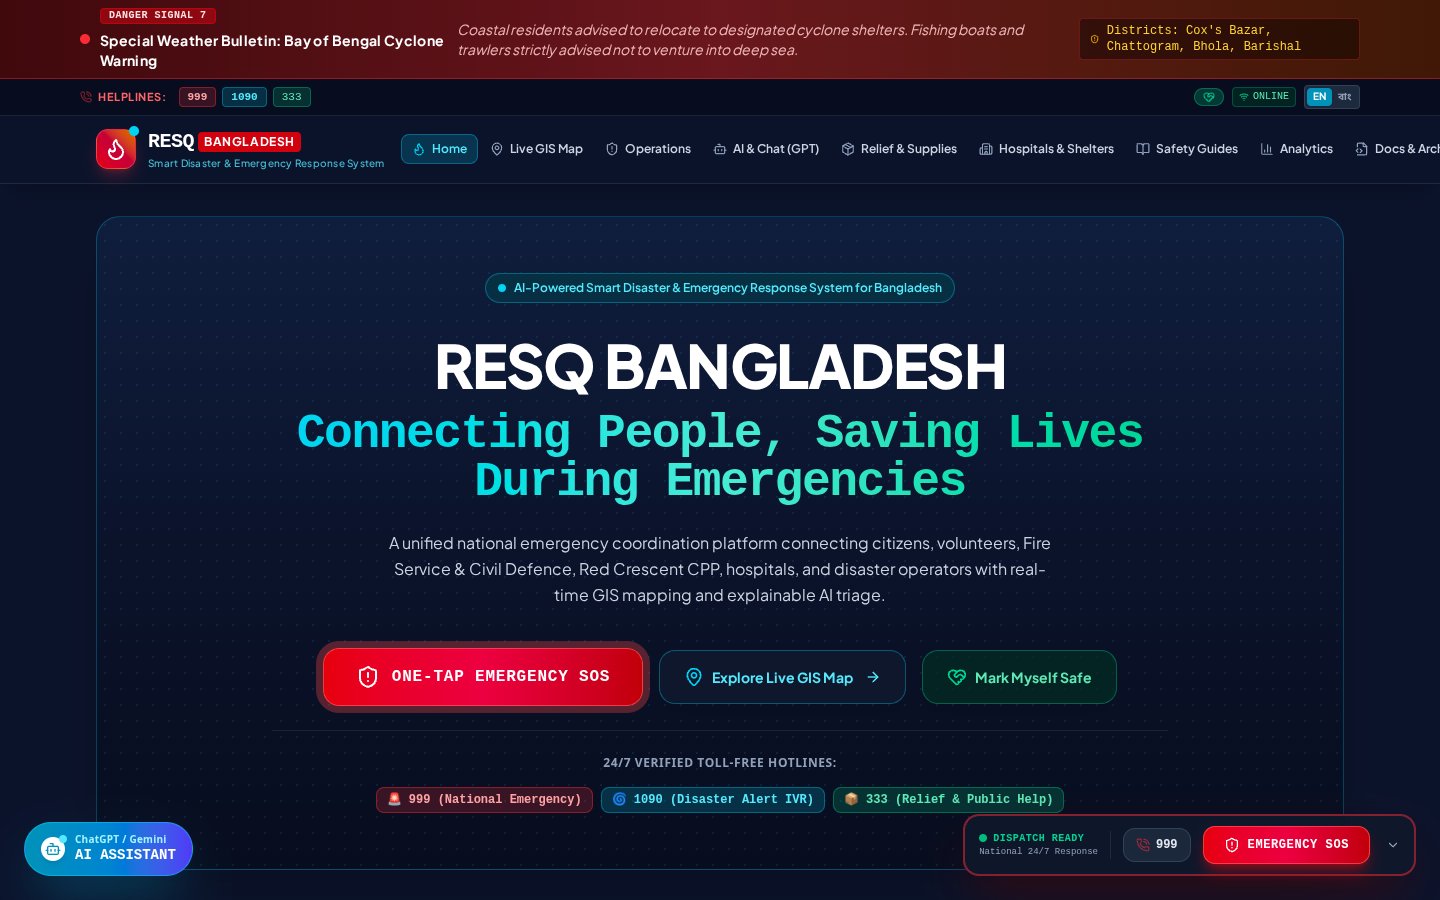 DANGER SIGNAL 7
Special Weather Bulletin: Bay of Bengal Cyclone
Warning
Coastal residents advised to relocate to designated cyclone shelters. Fishing boats and
trawlers strictly advised not to venture into deep sea.
Districts: Cox's Bazar,
Chattogram, Bhola, Barishal
HELPLINES: 999 1090 333
ONLINE
EN বাং
RESQ BANGLADESH
Smart Disaster & Emergency Response System
Home Live GIS Map Operations AI & Chat (GPT) Relief & Supplies Hospitals & Shelters Safety Guides Analytics Docs & Arch
AI-Powered Smart Disaster & Emergency Response System for Bangladesh
RESQ BANGLADESH
Connecting People, Saving Lives
During Emergencies
A unified national emergency coordination platform connecting citizens, volunteers, Fire
Service & Civil Defence, Red Crescent CPP, hospitals, and disaster operators with real-
time GIS mapping and explainable AI triage.
ONE-TAP EMERGENCY SOS
Explore Live GIS Map
Mark Myself Safe
24/7 VERIFIED TOLL-FREE HOTLINES:
999 (National Emergency) 1090 (Disaster Alert IVR) 333 (Relief & Public Help)
ChatGPT / Gemini
AI ASSISTANT
DISPATCH READY
National 24/7 Response
999
EMERGENCY SOS